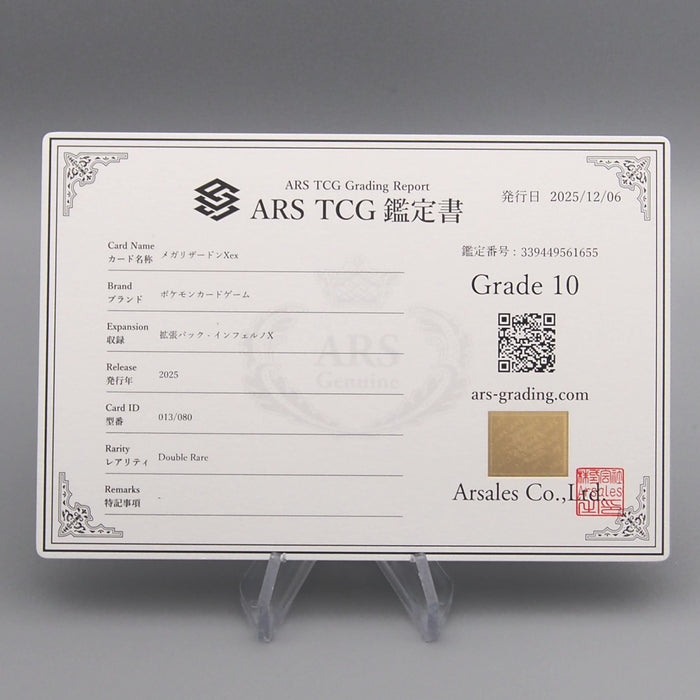 ARS TCG Grading Report
ARS TCG 鑑定書
発行日 2025/12/06
鑑定番号：339449561655
Grade 10
Card Name
カード名称 メガリザードンXex
Brand
ブランド ポケモンカードゲーム
Expansion
収録 拡張パック・インフェルノX
Release
発行年 2025
Card ID
型番 013/080
Rarity
レアリティ Double Rare
Remarks
特記事項 -
ARS
Genuine
ars-grading.com
Arsales Co.,Ltd.
株式会社
Arsales